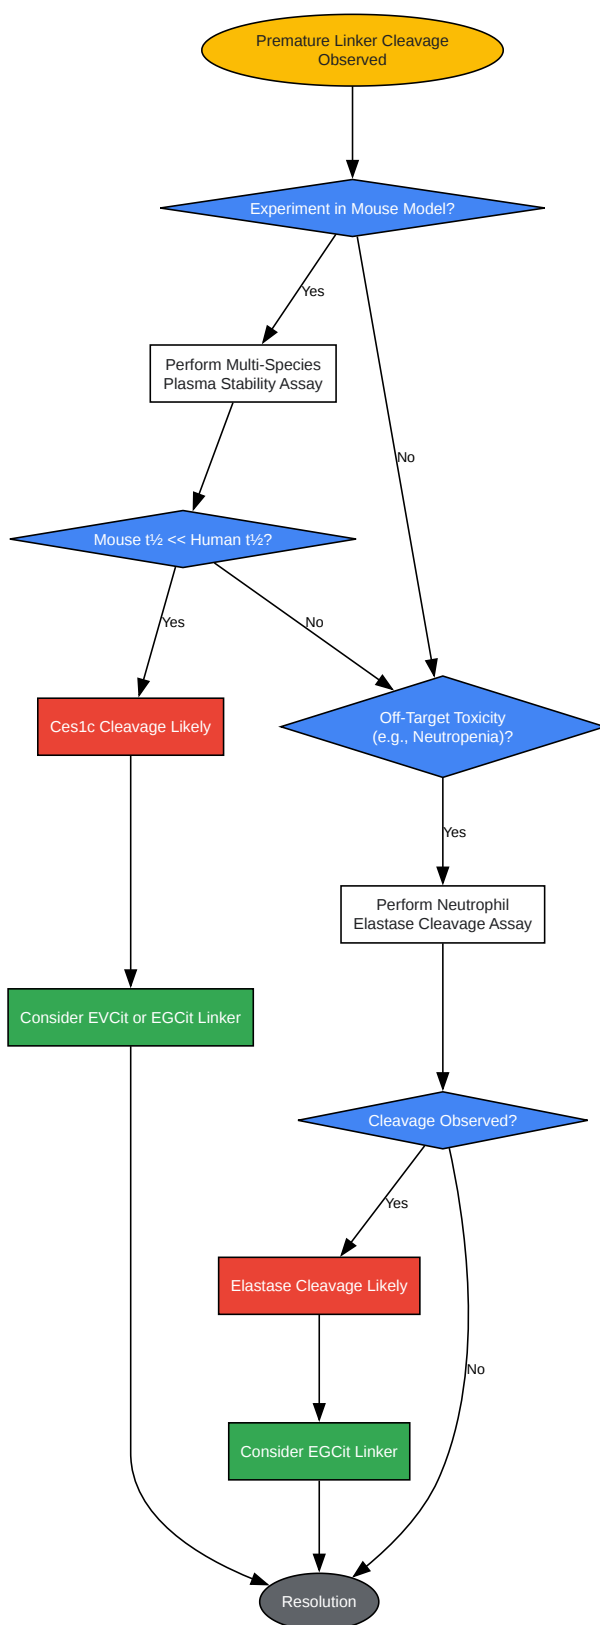 Premature Linker Cleavage
Observed
Experiment in Mouse Model?
Yes
Perform Multi-Species
Plasma Stability Assay
No
Mouse t½ << Human t½?
Yes
No
Ces1c Cleavage Likely
Off-Target Toxicity
(e.g., Neutropenia)?
Yes
Perform Neutrophil
Elastase Cleavage Assay
Consider EVCit or EGCit Linker
Cleavage Observed?
Yes
Elastase Cleavage Likely
No
Consider EGCit Linker
Resolution